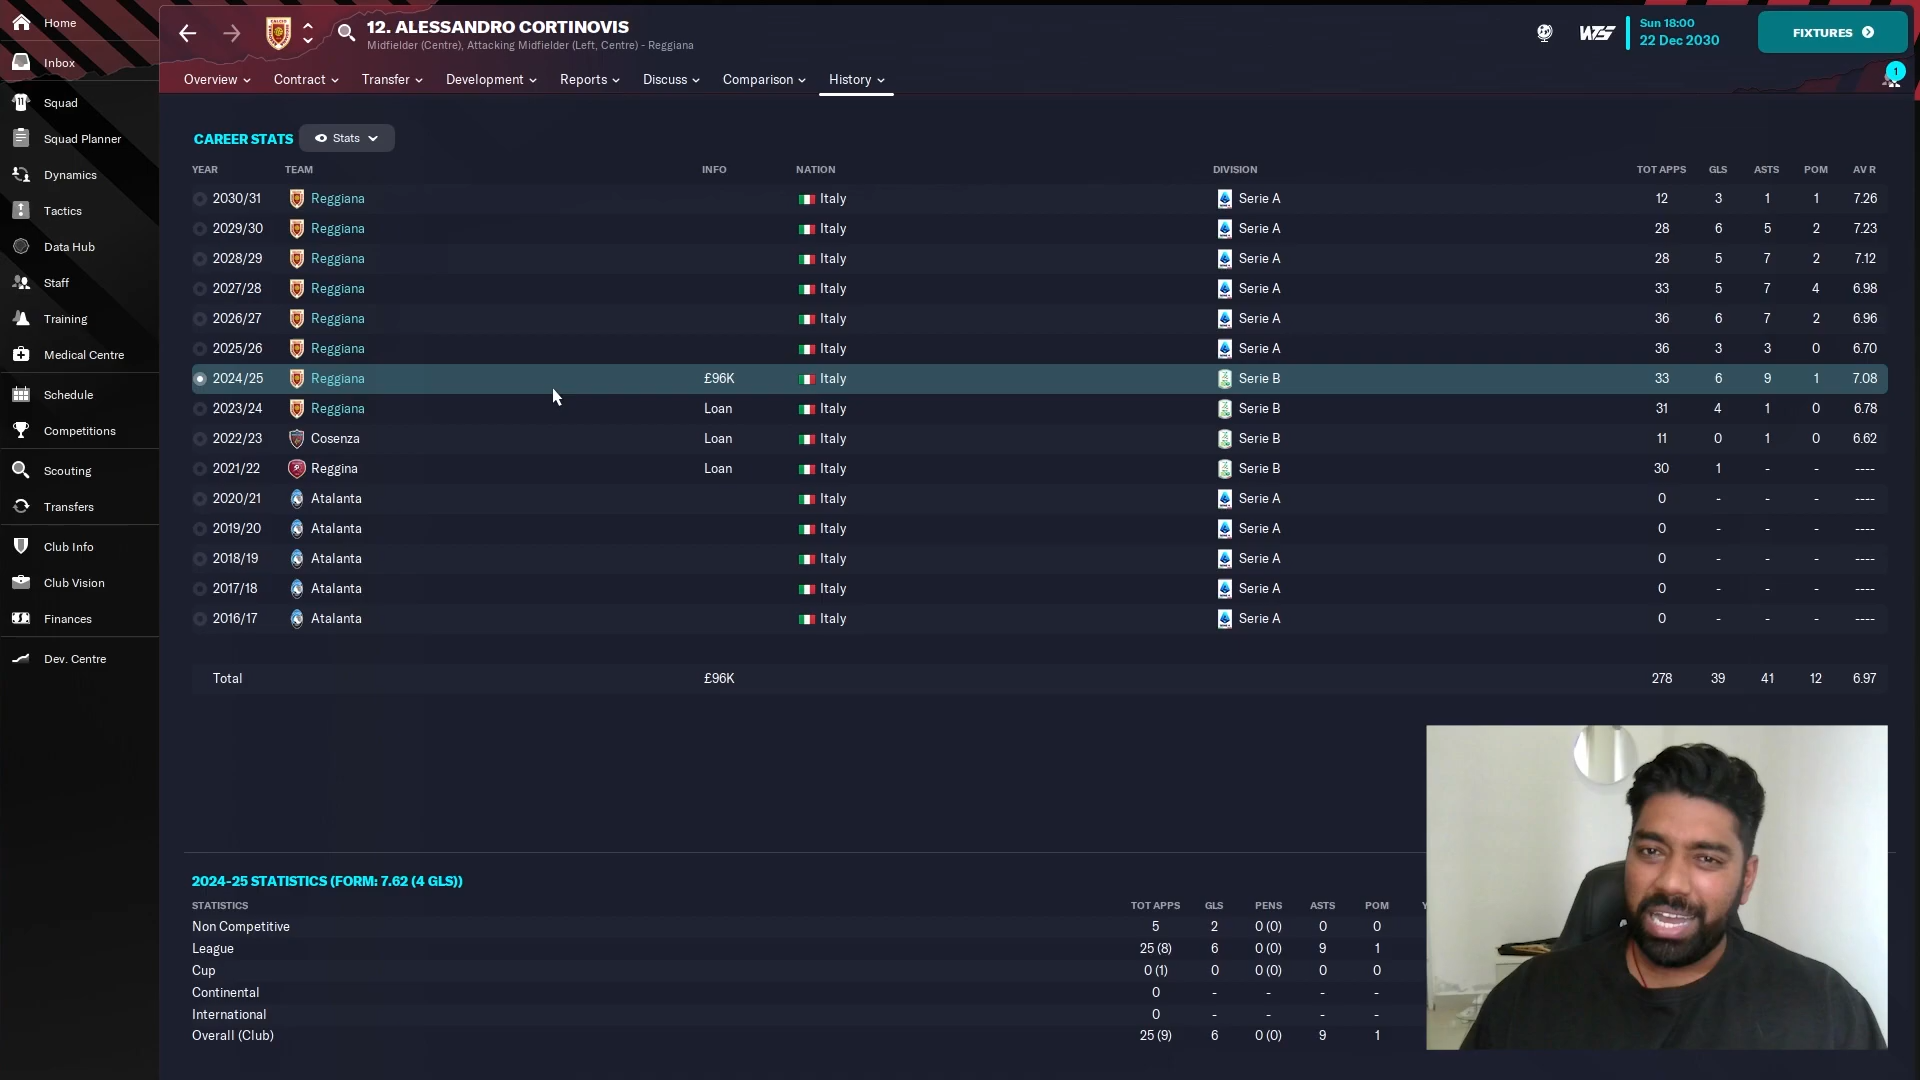 Home
Inbox
Squad
Squad Planner
Dynamics
Tactics
Data Hub
Staff
Training
Medical Centre
Schedule
Competitions
Scouting
Transfers
Club Info
Club Vision
Finances
Dev. Centre
12. ALESSANDRO CORTINOVIS
Midfielder (Centre), Attacking Midfielder (Left, Centre) - Reggiana
Sun 18:00
22 Dec 2030
FIXTURES
1
Overview Contract Transfer Development Reports Discuss Comparison History
CAREER STATS Stats
YEAR TEAM INFO NATION DIVISION TOT APPS GLS ASTS POM AV R
2030/31 Reggiana Italy Serie A 12 3 1 1 7.26
2029/30 Reggiana Italy Serie A 28 6 5 2 7.23
2028/29 Reggiana Italy Serie A 28 5 7 2 7.12
2027/28 Reggiana Italy Serie A 33 5 7 4 6.98
2026/27 Reggiana Italy Serie A 36 6 7 2 6.96
2025/26 Reggiana Italy Serie A 36 3 3 0 6.70
2024/25 Reggiana £96K Italy Serie B 33 6 9 1 7.08
2023/24 Reggiana Loan Italy Serie B 31 4 1 0 6.78
2022/23 Cosenza Loan Italy Serie B 11 0 1 0 6.62
2021/22 Reggina Loan Italy Serie B 30 1 - - ----
2020/21 Atalanta Italy Serie A 0 - - - ----
2019/20 Atalanta Italy Serie A 0 - - - ----
2018/19 Atalanta Italy Serie A 0 - - - ----
2017/18 Atalanta Italy Serie A 0 - - - ----
2016/17 Atalanta Italy Serie A 0 - - - ----
Total £96K 278 39 41 12 6.97
2024-25 STATISTICS (FORM: 7.62 (4 GLS))
STATISTICS TOT APPS GLS PENS ASTS POM
Non Competitive 5 2 0 (0) 0 0
League 25 (8) 6 0 (0) 9 1
Cup 0 (1) 0 0 (0) 0 0
Continental 0 - - - -
International 0 - - - -
Overall (Club) 25 (9) 6 0 (0) 9 1